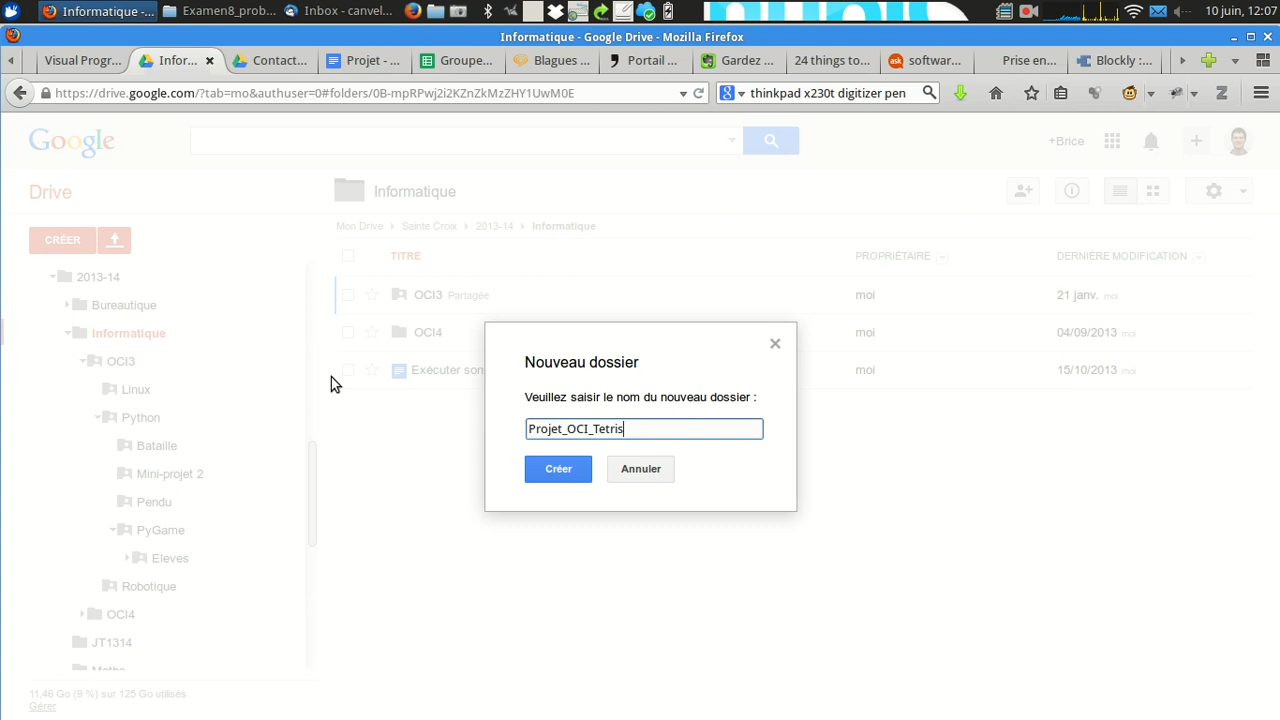 Informatique -...
Examen8_prob...
Inbox - canvel...
10 juin, 12:07
Informatique - Google Drive - Mozilla Firefox
Visual Progr...
Infor...
Contact...
Projet - ...
Groupe...
Blagues ...
Portail ...
Gardez ...
24 things to...
softwar...
Prise en...
Blockly :...
https://drive.google.com/?tab=mo&authuser=0#folders/0B-mpRPwj2i2KZnZkMzZHY1UwM0E
thinkpad x230t digitizer pen
Google
+Brice
Drive
Informatique
Mon Drive Sainte Croix 2013-14 Informatique
CRÉER
TITRE
PROPRIÉTAIRE
DERNIÈRE MODIFICATION
2013-14
Bureautique
Informatique
OCI3
Linux
Python
Bataille
Mini-projet 2
Pendu
PyGame
Eleves
Robotique
OCI4
JT1314
Maths
OCI3 Partagée
moi
21 janv. moi
OCI4
moi
04/09/2013 moi
Exécuter son
moi
15/10/2013 moi
Nouveau dossier
Veuillez saisir le nom du nouveau dossier :
Projet_OCI_Tetris
Créer
Annuler
11,46 Go (9 %) sur 125 Go utilisés
Gérer